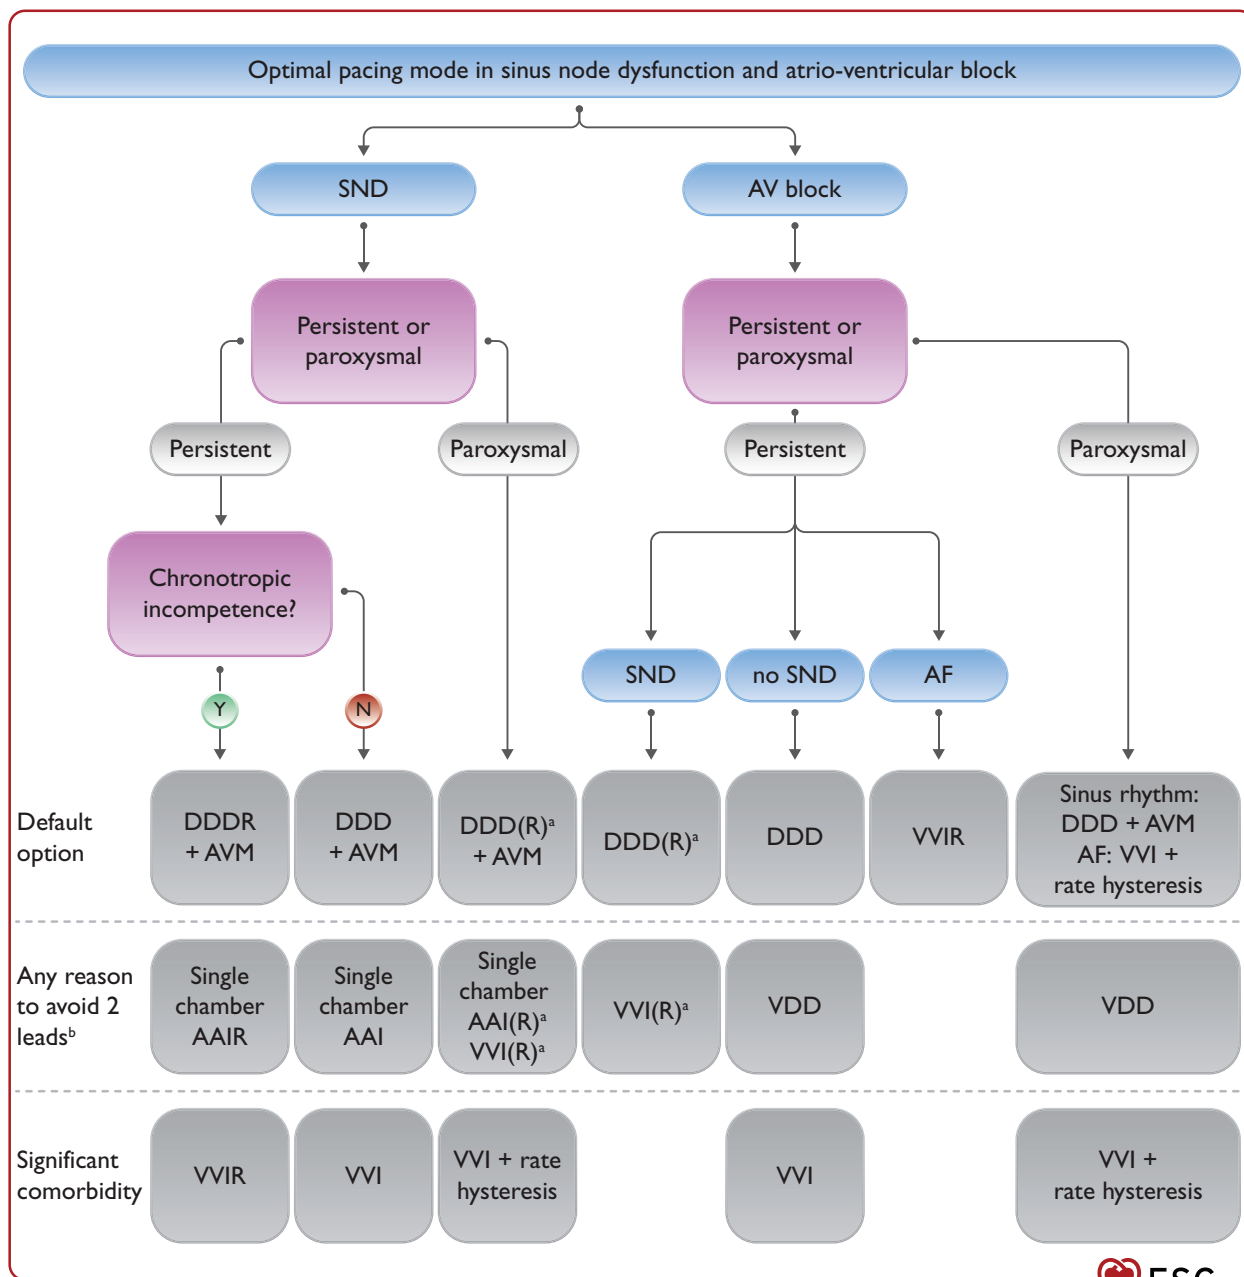 Optimal pacing mode in sinus node dysfunction and atrio-ventricular block
SND
AV block
Persistent or
paroxysmal
Persistent or
paroxysmal
Persistent
Paroxysmal
Persistent
Paroxysmal
Chronotropic
incompetence?
SND
no SND
AF
Y
N
Default
option
DDDR
+ AVM
DDD
+ AVM
DDD(R)ᵃ
+ AVM
DDD(R)ᵃ
DDD
VVIR
Sinus rhythm:
DDD + AVM
AF: VVI +
rate hysteresis
Any reason
to avoid 2
leadsᵇ
Single
chamber
AAIR
Single
chamber
AAI
Single
chamber
AAI(R)ᵃ
VVI(R)ᵃ
VVI(R)ᵃ
VDD
VDD
Significant
comorbidity
VVIR
VVI
VVI + rate
hysteresis
VVI
VVI +
rate hysteresis
ESC